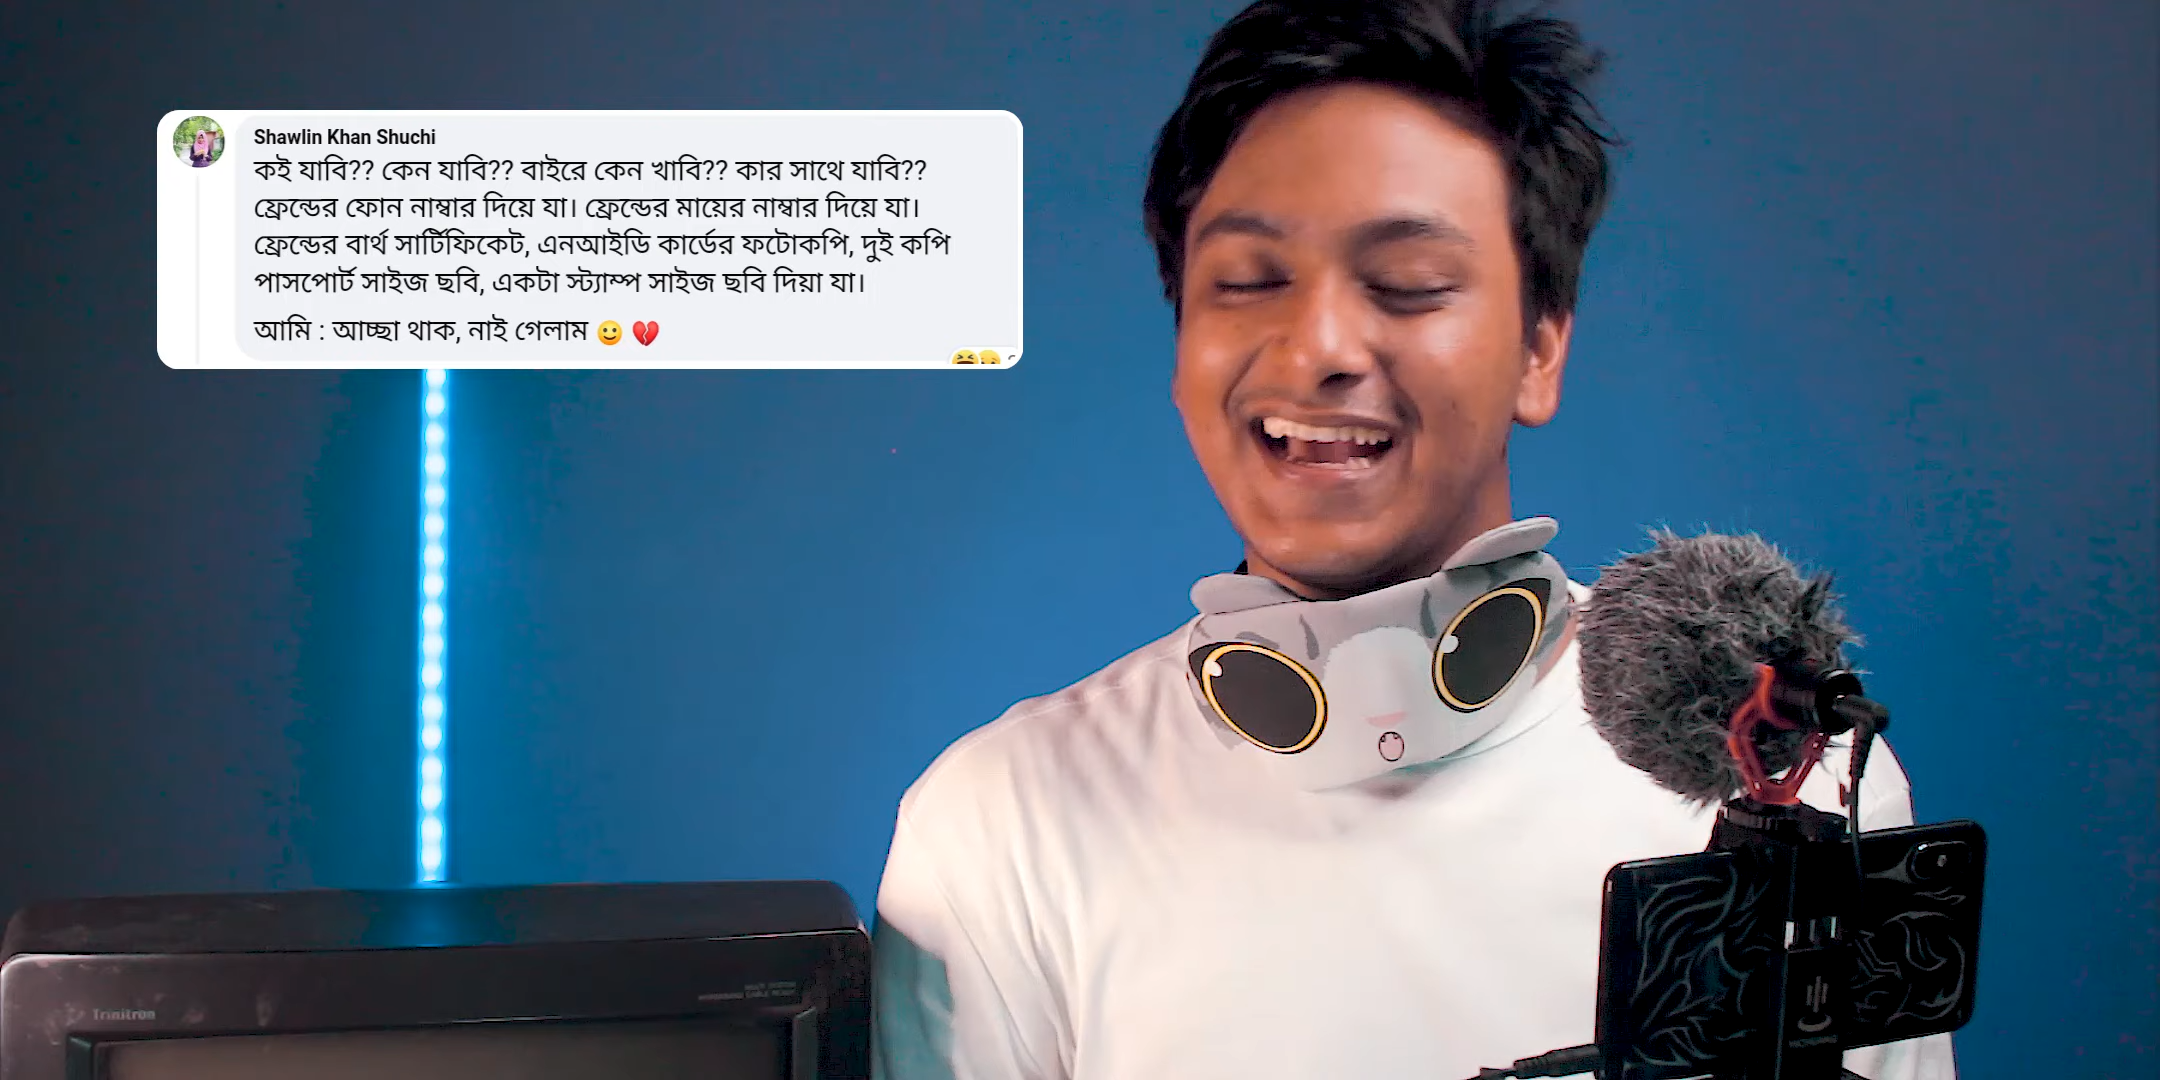 Shawlin Khan Shuchi
কই যাবি?? কেন যাবি?? বাইরে কেন খাবি?? কার সাথে যাবি??
ফ্রেন্ডের ফোন নাম্বার দিয়ে যা। ফ্রেন্ডের মায়ের নাম্বার দিয়ে যা।
ফ্রেন্ডের বার্থ সার্টিফিকেট, এনআইডি কার্ডের ফটোকপি, দুই কপি
পাসপোর্ট সাইজ ছবি, একটা স্ট্যাম্প সাইজ ছবি দিয়া যা।
আমি : আচ্ছা থাক, নাই গেলাম 🙂 💔
Trinitron